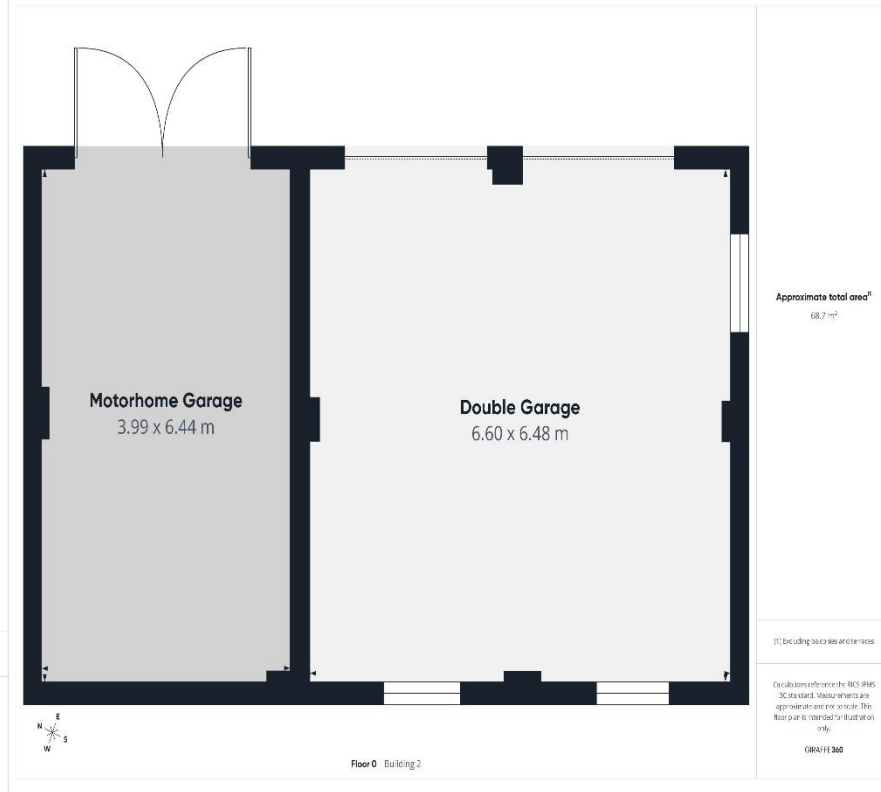 Motorhome Garage
3.99 x 6.44 m
Double Garage
6.60 x 6.48 m
Approximate total area
68.7 m²
(1) Excluding balconies and terraces
Calculations reference the RICS IPMS
3C standard. Measurements are
approximate and not to scale. This
floor plan is intended for illustration
only.
GIRAFFE360
N
E
S
W
Floor 0 Building 2